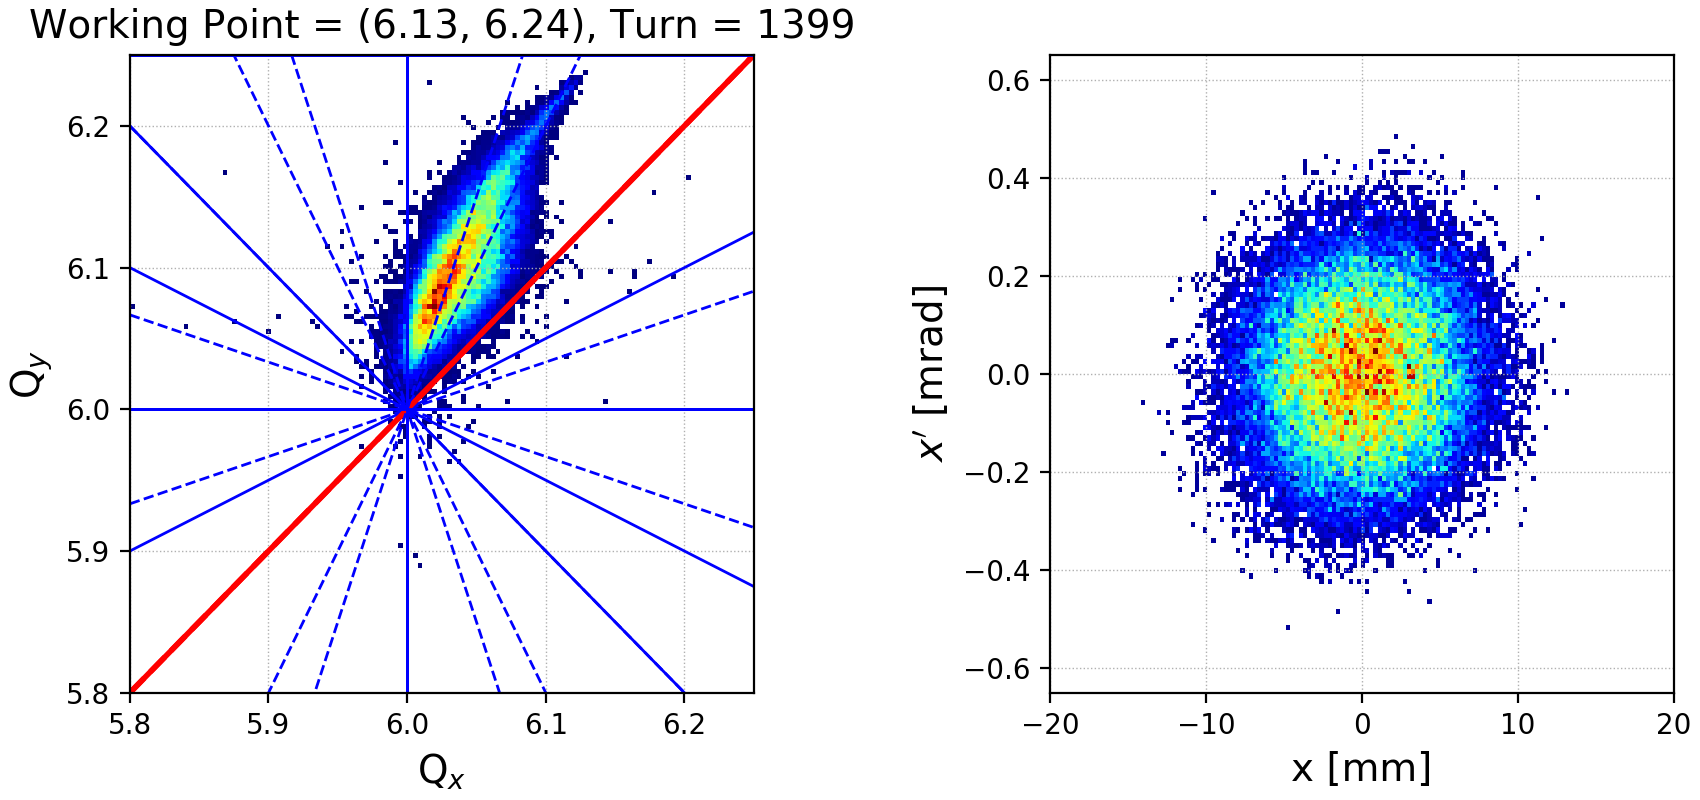 Working Point = (6.13, 6.24), Turn = 1399
6.2
6.1
6.0
5.9
5.8
Q_y
5.8 5.9 6.0 6.1 6.2
Q_x
0.6
0.4
0.2
0.0
−0.2
−0.4
−0.6
x′ [mrad]
−20 −10 0 10 20
x [mm]